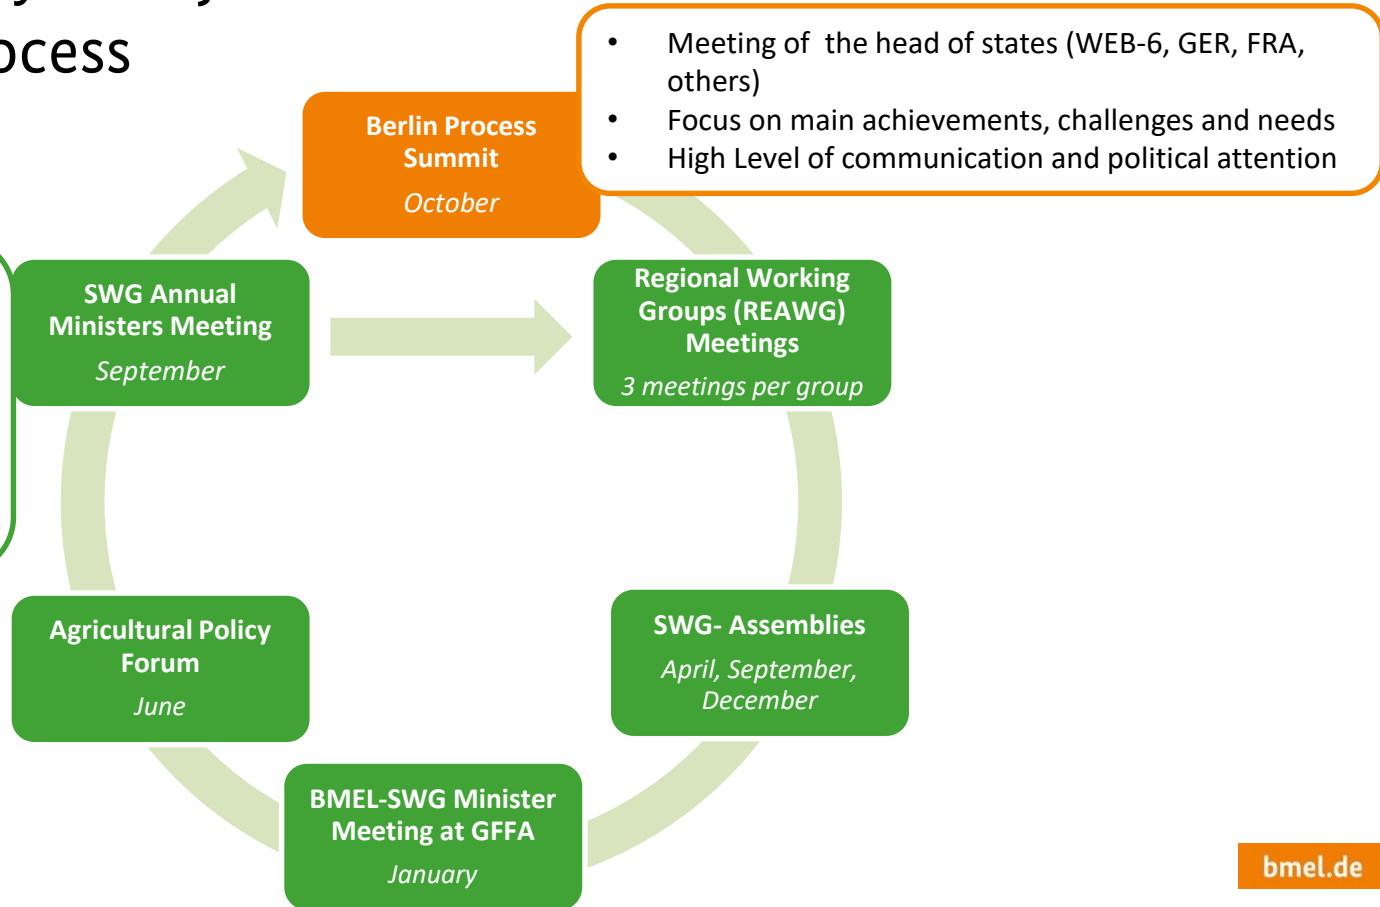 ocess
• Meeting of the head of states (WEB-6, GER, FRA,
others)
• Focus on main achievements, challenges and needs
• High Level of communication and political attention
Berlin Process
Summit
October
SWG Annual
Ministers Meeting
September
Regional Working
Groups (REAWG)
Meetings
3 meetings per group
Agricultural Policy
Forum
June
SWG- Assemblies
April, September,
December
BMEL-SWG Minister
Meeting at GFFA
January
bmel.de